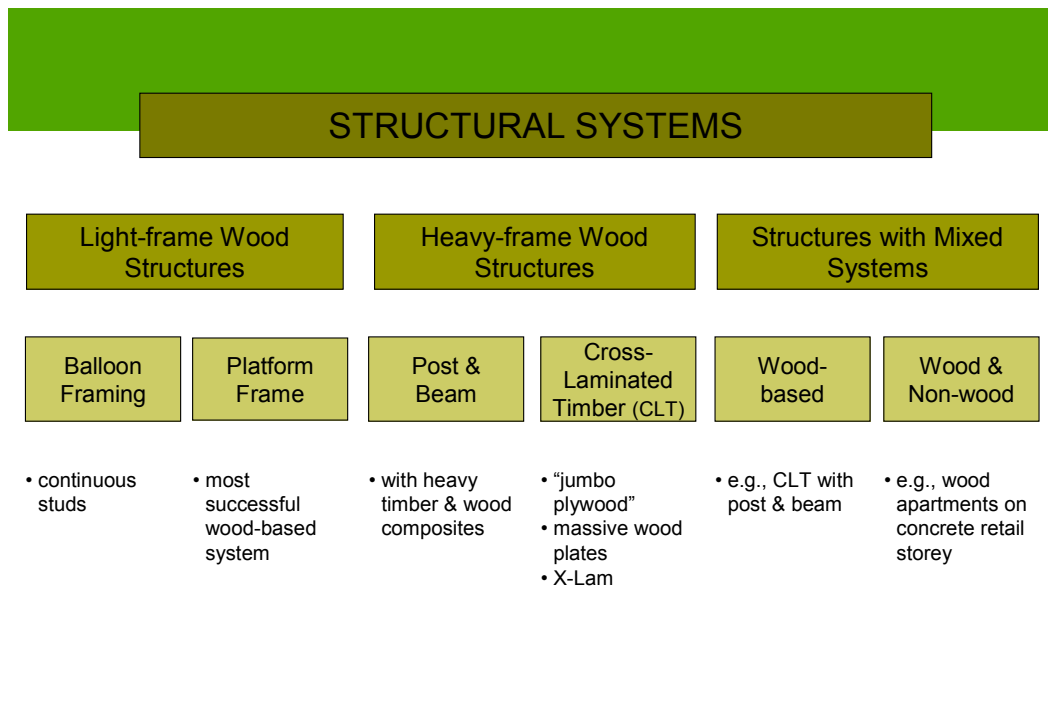 STRUCTURAL SYSTEMS
Light-frame Wood
Structures
Heavy-frame Wood
Structures
Structures with Mixed
Systems
Balloon
Framing
Platform
Frame
Post &
Beam
Cross-
Laminated
Timber (CLT)
Wood-
based
Wood &
Non-wood
• continuous
studs
• most
successful
wood-based
system
• with heavy
timber & wood
composites
• “jumbo
plywood”
• massive wood
plates
• X-Lam
• e.g., CLT with
post & beam
• e.g., wood
apartments on
concrete retail
storey